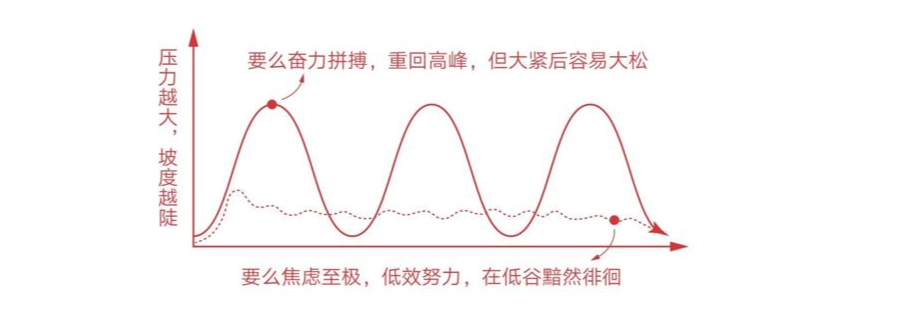 要么奋力拼搏，重回高峰，但大紧后容易大松
压力越大，坡度越陡
要么焦虑至极，低效努力，在低谷黯然徘徊